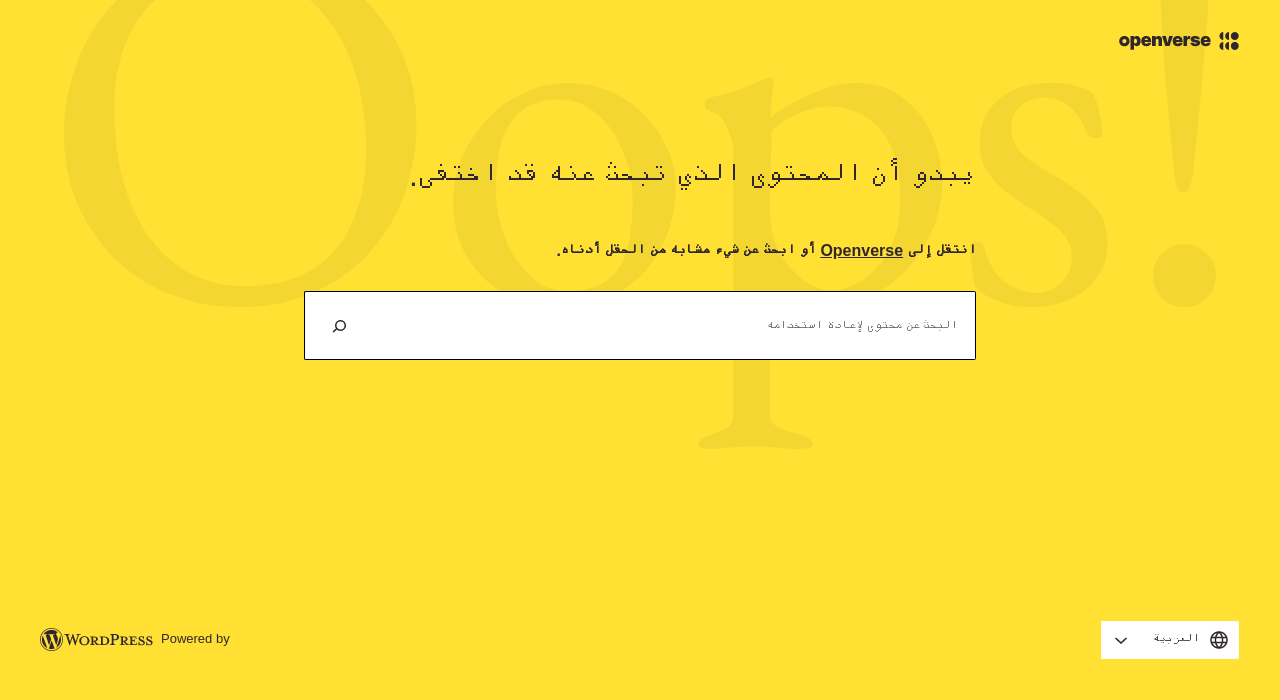 openverse
Oops!
يبدو أن المحتوى الذي تبحث عنه قد اختفى.
انتقل إلى Openverse أو ابحث عن شيء مشابه من الحقل أدناه.
البحث عن محتوى لإعادة استخدامه
العربية
Powered by WORDPRESS